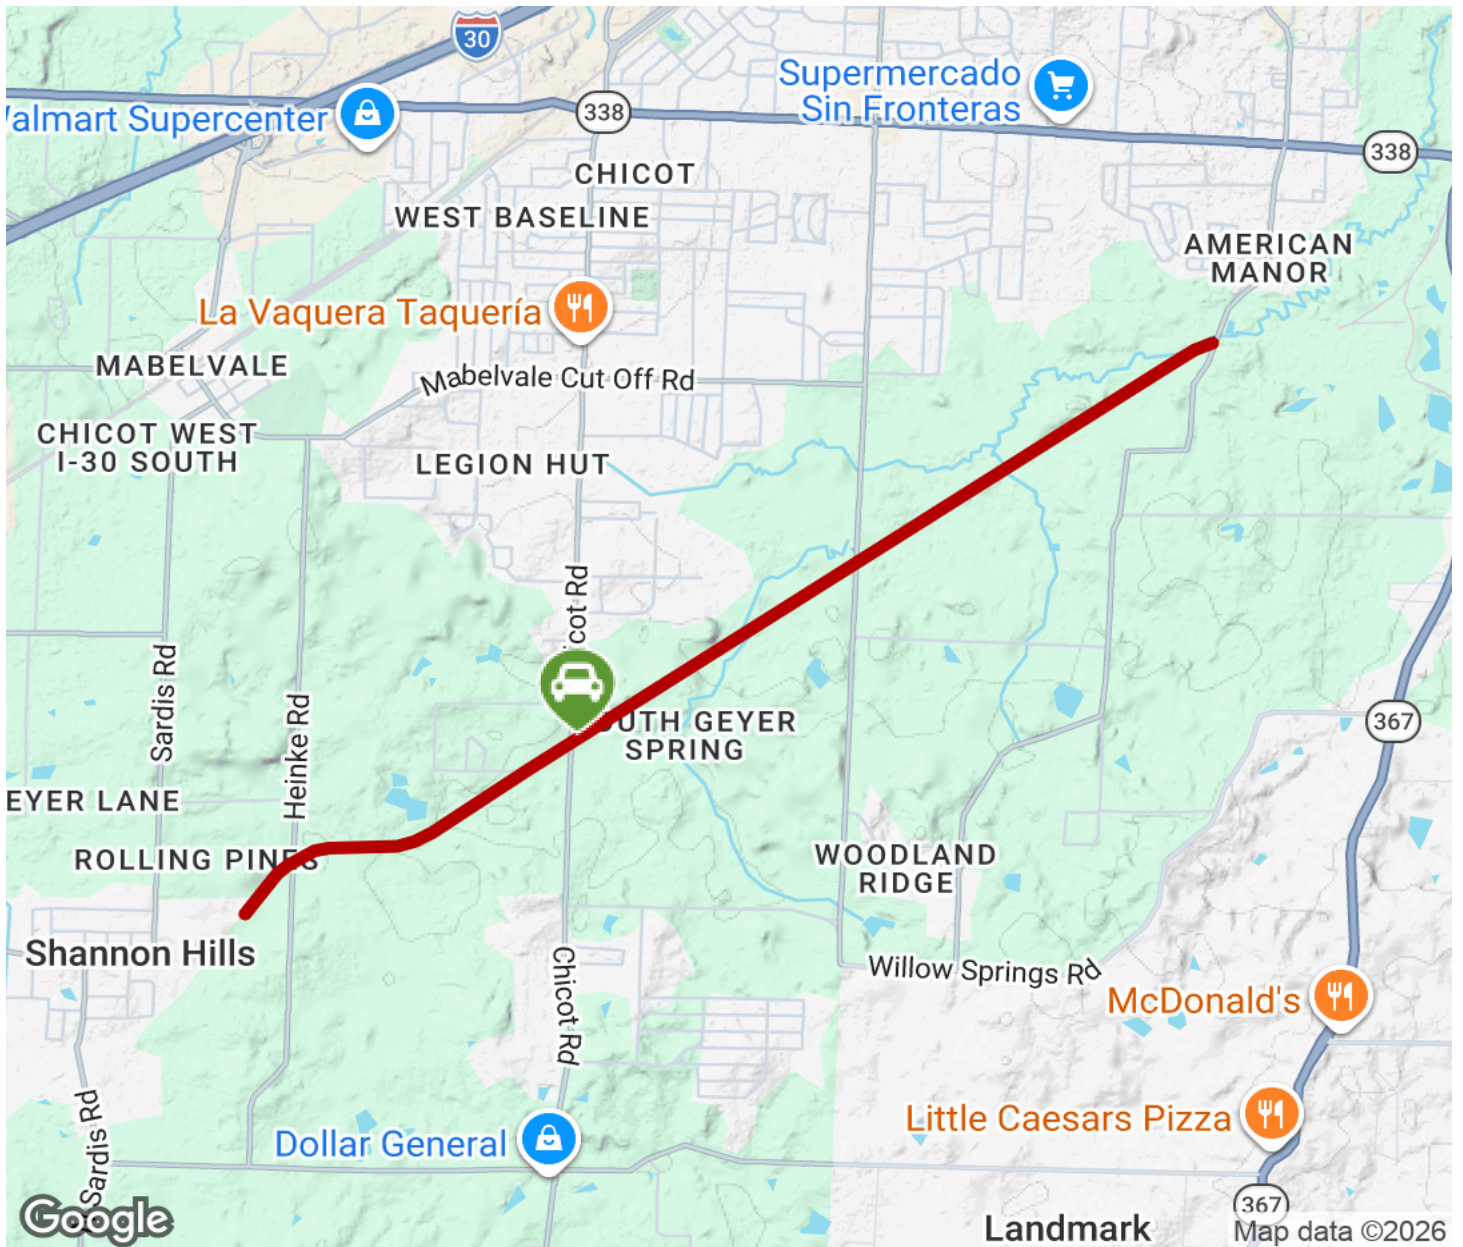 30
Supermercado
Sin Fronteras
almart Supercenter
338
338
CHICOT
WEST BASELINE
AMERICAN
MANOR
La Vaquera Taquería
MABELVALE
Mabelvale Cut Off Rd
CHICOT WEST
I-30 SOUTH
LEGION HUT
icot Rd
Sardis Rd
Heinke Rd
OUTH GEYER
SPRING
367
EYER LANE
ROLLING PINES
WOODLAND
RIDGE
Shannon Hills
Chicot Rd
Willow Springs Rd
McDonald's
Sardis Rd
Little Caesars Pizza
Dollar General
367
Google
Landmark
Map data ©2026